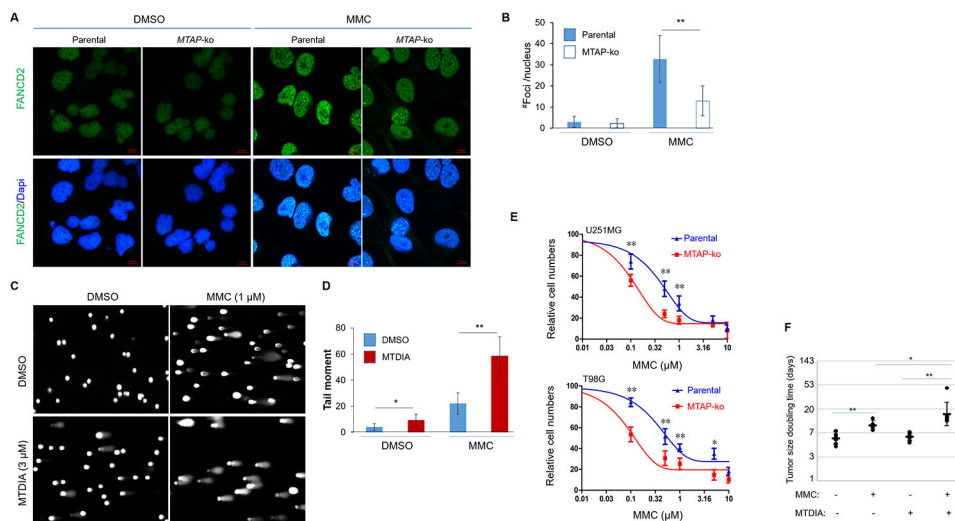 A
DMSO
MMC
Parental
MTAP-ko
Parental
MTAP-ko
FANCD2
FANCD2/Dapi
B
**
Parental
MTAP-ko
#Foci /nucleus
50
40
30
20
10
0
DMSO
MMC
C
DMSO
MMC (1 μM)
DMSO
MTDIA (3 μM)
D
DMSO
MTDIA
Tail moment
80
60
40
20
0
*
**
DMSO
MMC
E
U251MG
Parental
MTAP-ko
Relative cell numbers
100
80
60
40
20
0
**
**
**
0.01
0.032
0.1
0.32
1
3.16
10
MMC (μM)
T98G
Parental
MTAP-ko
Relative cell numbers
100
80
60
40
20
0
**
**
**
*
0.01
0.032
0.1
0.32
1
3.16
10
MMC (μM)
F
Tumor size doubling time (days)
143
53
20
7
3
1
*
**
**
MMC: - + - +
MTDIA: - - + +